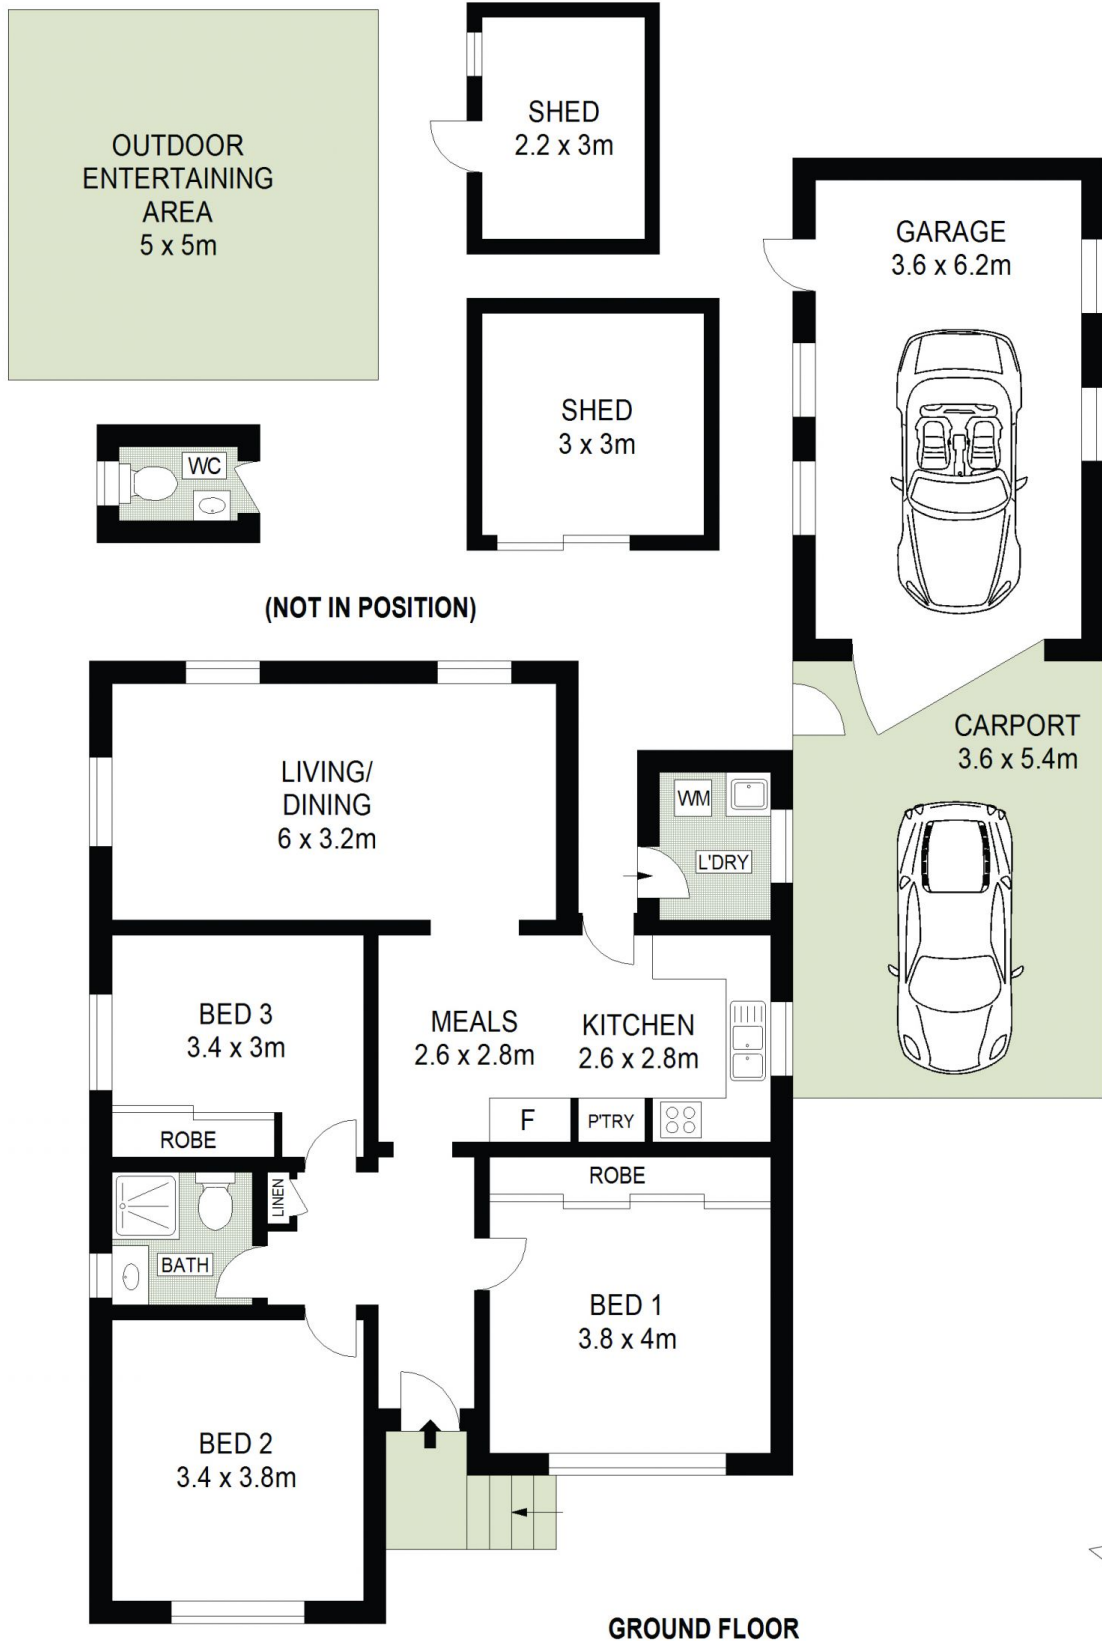 OUTDOOR
ENTERTAINING
AREA
5 x 5m
SHED
2.2 x 3m
GARAGE
3.6 x 6.2m
SHED
3 x 3m
WC
(NOT IN POSITION)
CARPORT
3.6 x 5.4m
LIVING/
DINING
6 x 3.2m
WM
L'DRY
BED 3
3.4 x 3m
MEALS
2.6 x 2.8m
KITCHEN
2.6 x 2.8m
F
P'TRY
ROBE
ROBE
LINEN
BATH
BED 1
3.8 x 4m
BED 2
3.4 x 3.8m
GROUND FLOOR